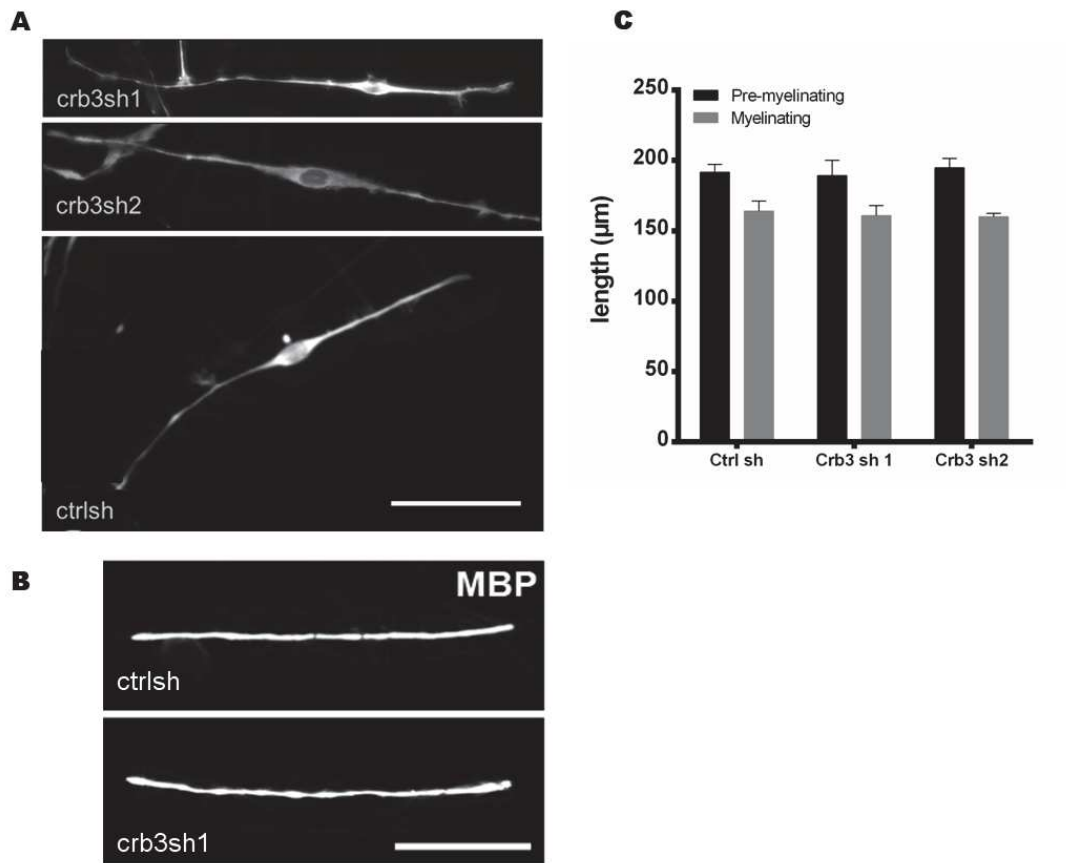 A
crb3sh1
crb3sh2
ctrlsh
B
MBP
ctrlsh
crb3sh1
C
250
200
150
100
50
0
length (µm)
Pre-myelinating
Myelinating
Ctrl sh
Crb3 sh 1
Crb3 sh2